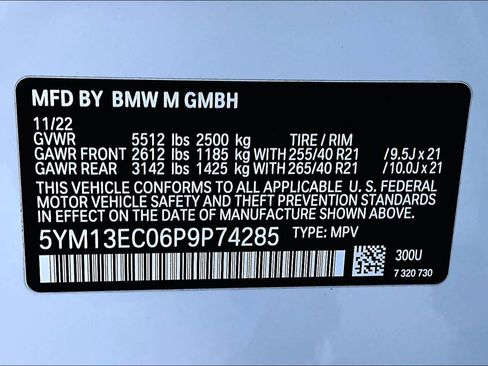 MFD BY BMW M GMBH
11/22
GVWR 5512 lbs 2500 kg TIRE / RIM
GAWR FRONT 2612 lbs 1185 kg WITH 255/40 R21 / 9.5J x 21
GAWR REAR 3142 lbs 1425 kg WITH 265/40 R21 / 10.0J x 21
THIS VEHICLE CONFORMS TO ALL APPLICABLE U. S. FEDERAL
MOTOR VEHICLE SAFETY AND THEFT PREVENTION STANDARDS
IN EFFECT ON THE DATE OF MANUFACTURE SHOWN ABOVE.
5YM13EC06P9P74285 TYPE: MPV
300U
7 320 730